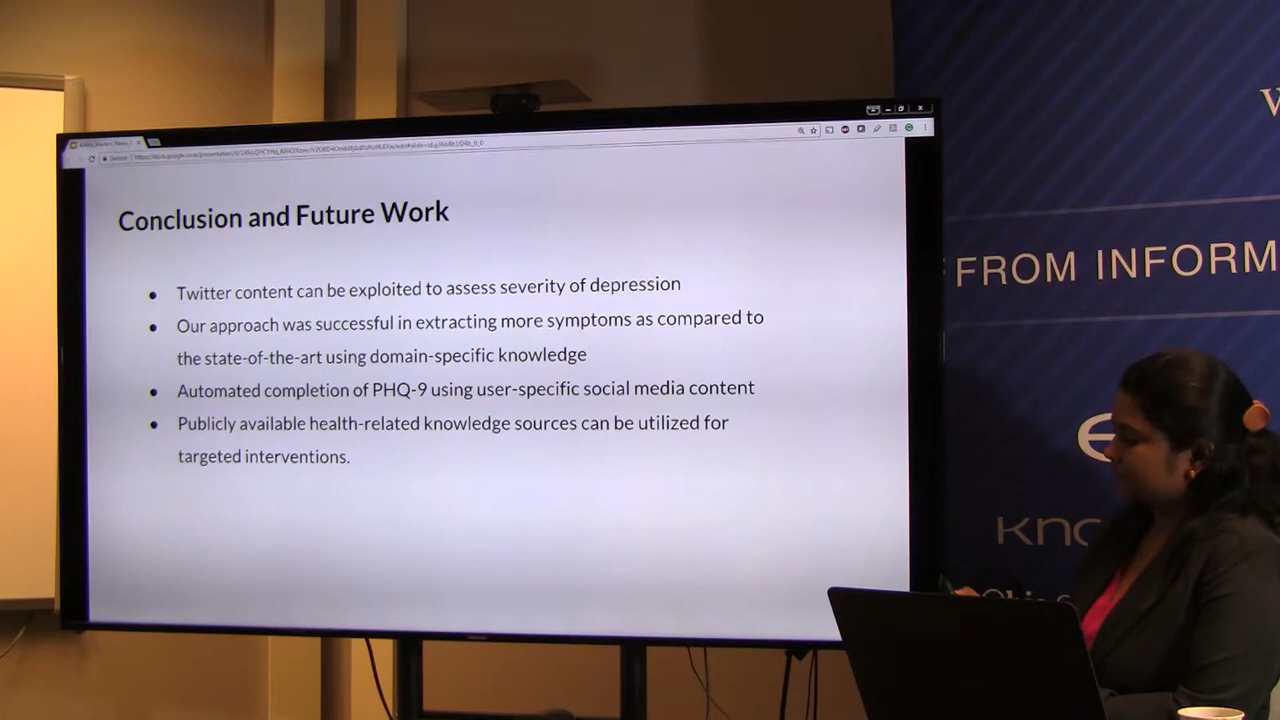 Conclusion and Future Work
● Twitter content can be exploited to assess severity of depression
● Our approach was successful in extracting more symptoms as compared to
the state-of-the-art using domain-specific knowledge
● Automated completion of PHQ-9 using user-specific social media content
● Publicly available health-related knowledge sources can be utilized for
targeted interventions.
FROM INFORM
KNO